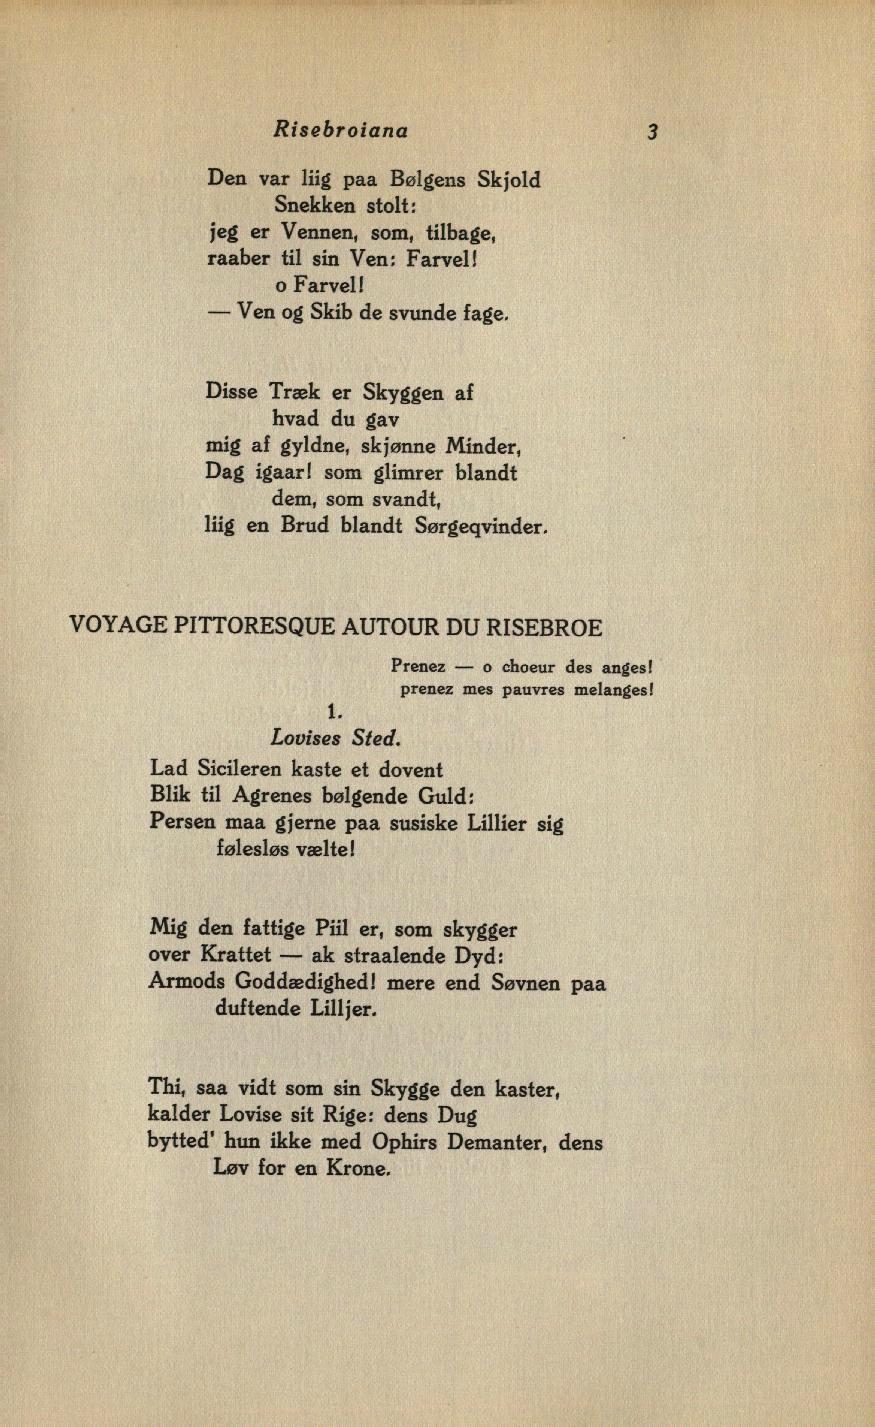 Risebroiana 3
Den var liig paa Bølgens Skjold
Snekken stolt:
jeg er Vennen, som, tilbage,
raaber til sin Ven: Farvel!
o Farvel!
— Ven og Skib de svunde fage.
Disse Træk er Skyggen af
hvad du gav
mig af gyldne, skjønne Minder,
Dag igaar! som glimrer blandt
dem, som svandt,
liig en Brud blandt Sørgeqvinder.
VOYAGE PITTORESQUE AUTOUR DU RISEBROE
Prenez — o choeur des anges!
prenez mes pauvres melanges!
1.
Lovises Sted.
Lad Sicileren kaste et dovent
Blik til Agrenes bølgende Guld:
Persen maa gjerne paa susiske Lillier sig
følesløs vælte!
Mig den fattige Piil er, som skygger
over Krattet — ak straalende Dyd:
Armods Goddædighed! mere end Søvnen paa
duftende Lilljer.
Thi, saa vidt som sin Skygge den kaster,
kalder Lovise sit Rige: dens Dug
bytted' hun ikke med Ophirs Demanter, dens
Løv for en Krone.